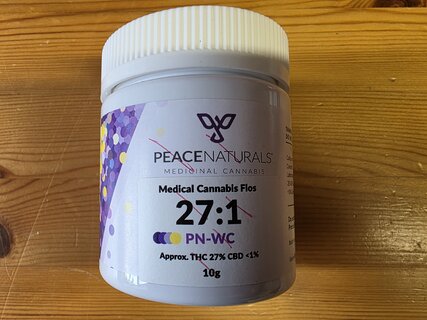 PEACENATURALS
MEDICINAL CANNABIS
Medical Cannabis Flos
27:1
PN-WC
Approx. THC 27% CBD <1%
10g